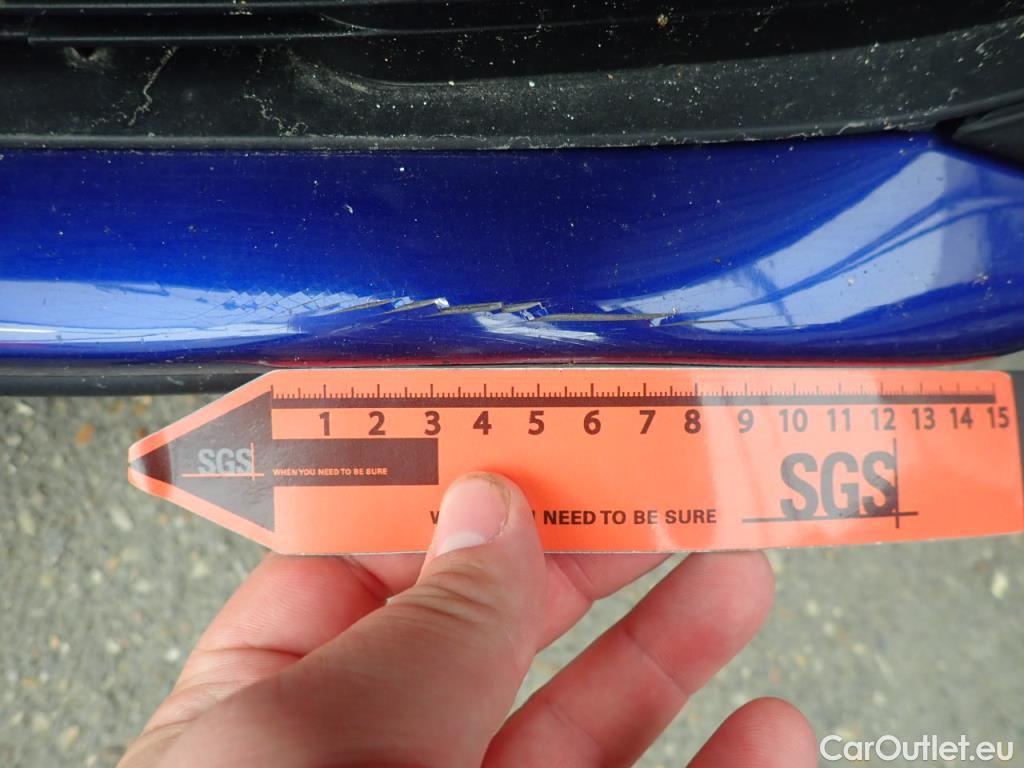 1 2 3 4 5 6 7 8 9 10 11 12 13 14 15
SGS
WHEN YOU NEED TO BE SURE
SGS
NEED TO BE SURE
CarOutlet.eu